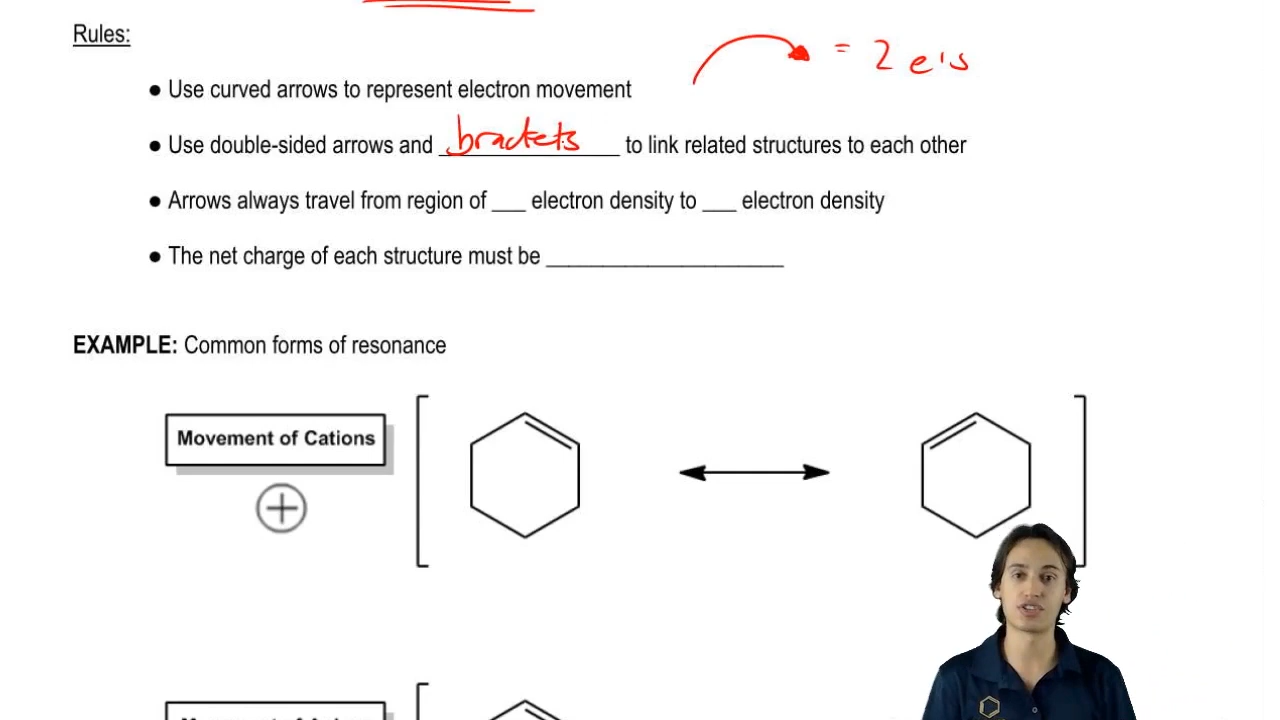 Rules:
= 2 e's
● Use curved arrows to represent electron movement
● Use double-sided arrows and brackets to link related structures to each other
● Arrows always travel from region of ___ electron density to ___ electron density
● The net charge of each structure must be ____________________
EXAMPLE: Common forms of resonance
Movement of Cations
+